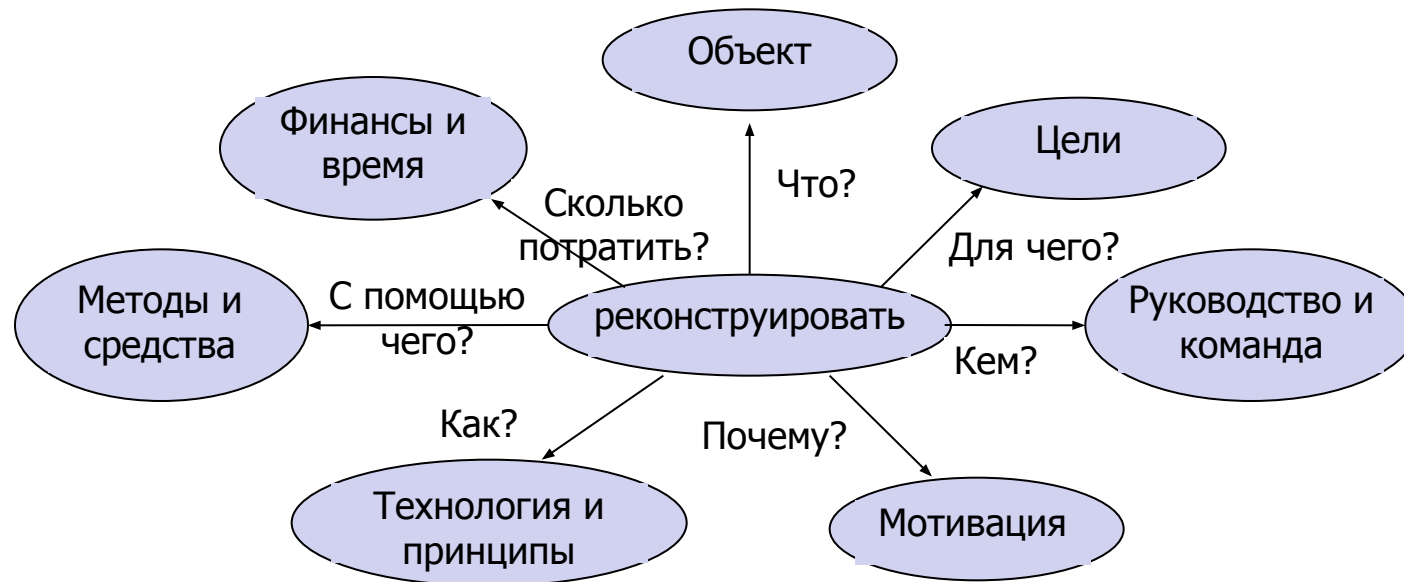 Объект
Финансы и
время
Цели
Что?
Сколько
потратить?
Для чего?
Методы и
средства
С помощью
чего?
реконструировать
Руководство и
команда
Кем?
Как?
Почему?
Технология и
принципы
Мотивация